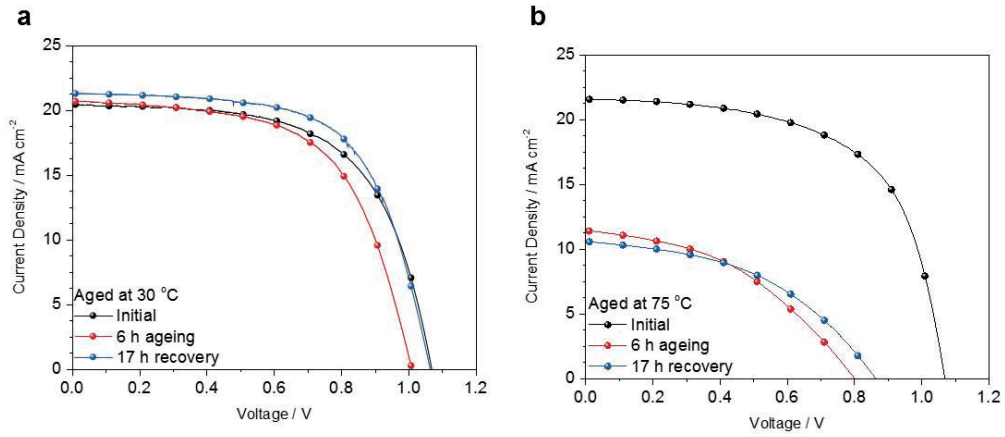 a
25
20
15
10
5
0
Current Density / mA cm⁻²
Aged at 30 °C
Initial
6 h ageing
17 h recovery
0.0 0.2 0.4 0.6 0.8 1.0 1.2
Voltage / V
b
25
20
15
10
5
0
Current Density / mA cm⁻²
Aged at 75 °C
Initial
6 h ageing
17 h recovery
0.0 0.2 0.4 0.6 0.8 1.0 1.2
Voltage / V